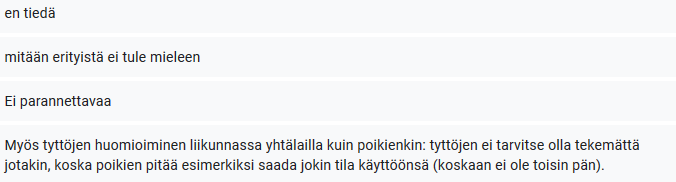 en tiedä
mitään erityistä ei tule mieleen
Ei parannettavaa
Myös tyttöjen huomioiminen liikunnassa yhtälailla kuin poikienkin: tyttöjen ei tarvitse olla tekemättä
jotakin, koska poikien pitää esimerkiksi saada jokin tila käyttöönsä (koskaan ei ole toisin pän).